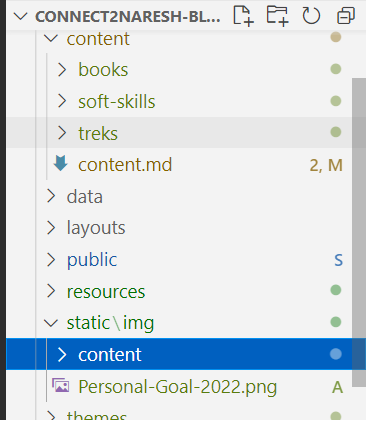 CONNECT2NARESH-BL...
content
books
soft-skills
treks
content.md 2, M
data
layouts
public S
resources
static\img
content
Personal-Goal-2022.png A
themes